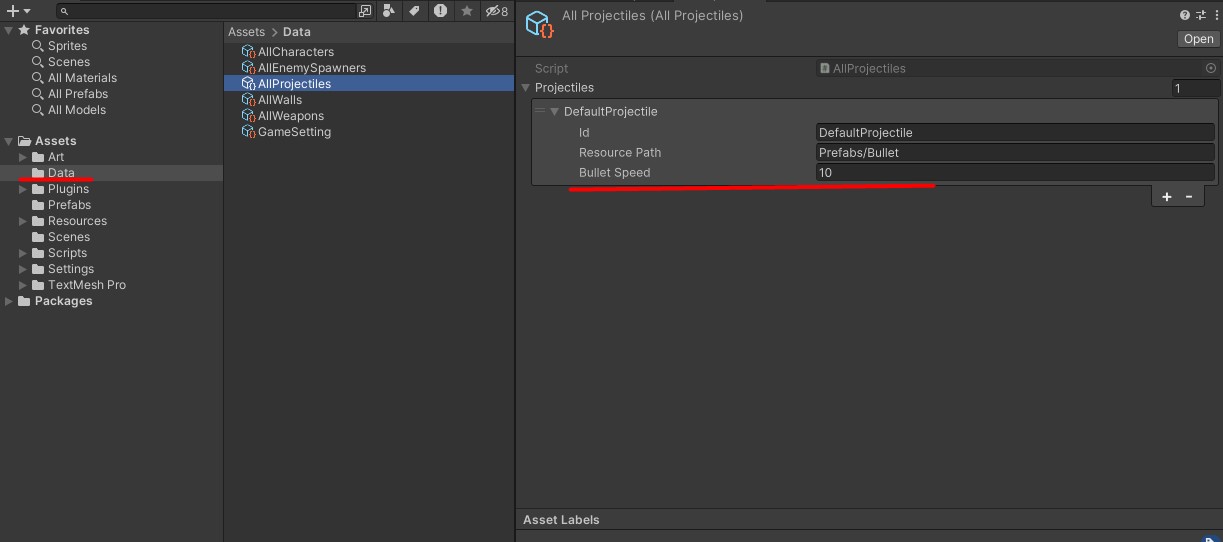 8
Favorites
Sprites
Scenes
All Materials
All Prefabs
All Models
Assets
Art
Data
Plugins
Prefabs
Resources
Scenes
Scripts
Settings
TextMesh Pro
Packages
Assets > Data
AllCharacters
AllEnemySpawners
AllProjectiles
AllWalls
AllWeapons
GameSetting
All Projectiles (All Projectiles)
Open
Script AllProjectiles
Projectiles 1
DefaultProjectile
Id DefaultProjectile
Resource Path Prefabs/Bullet
Bullet Speed 10
+ -
Asset Labels